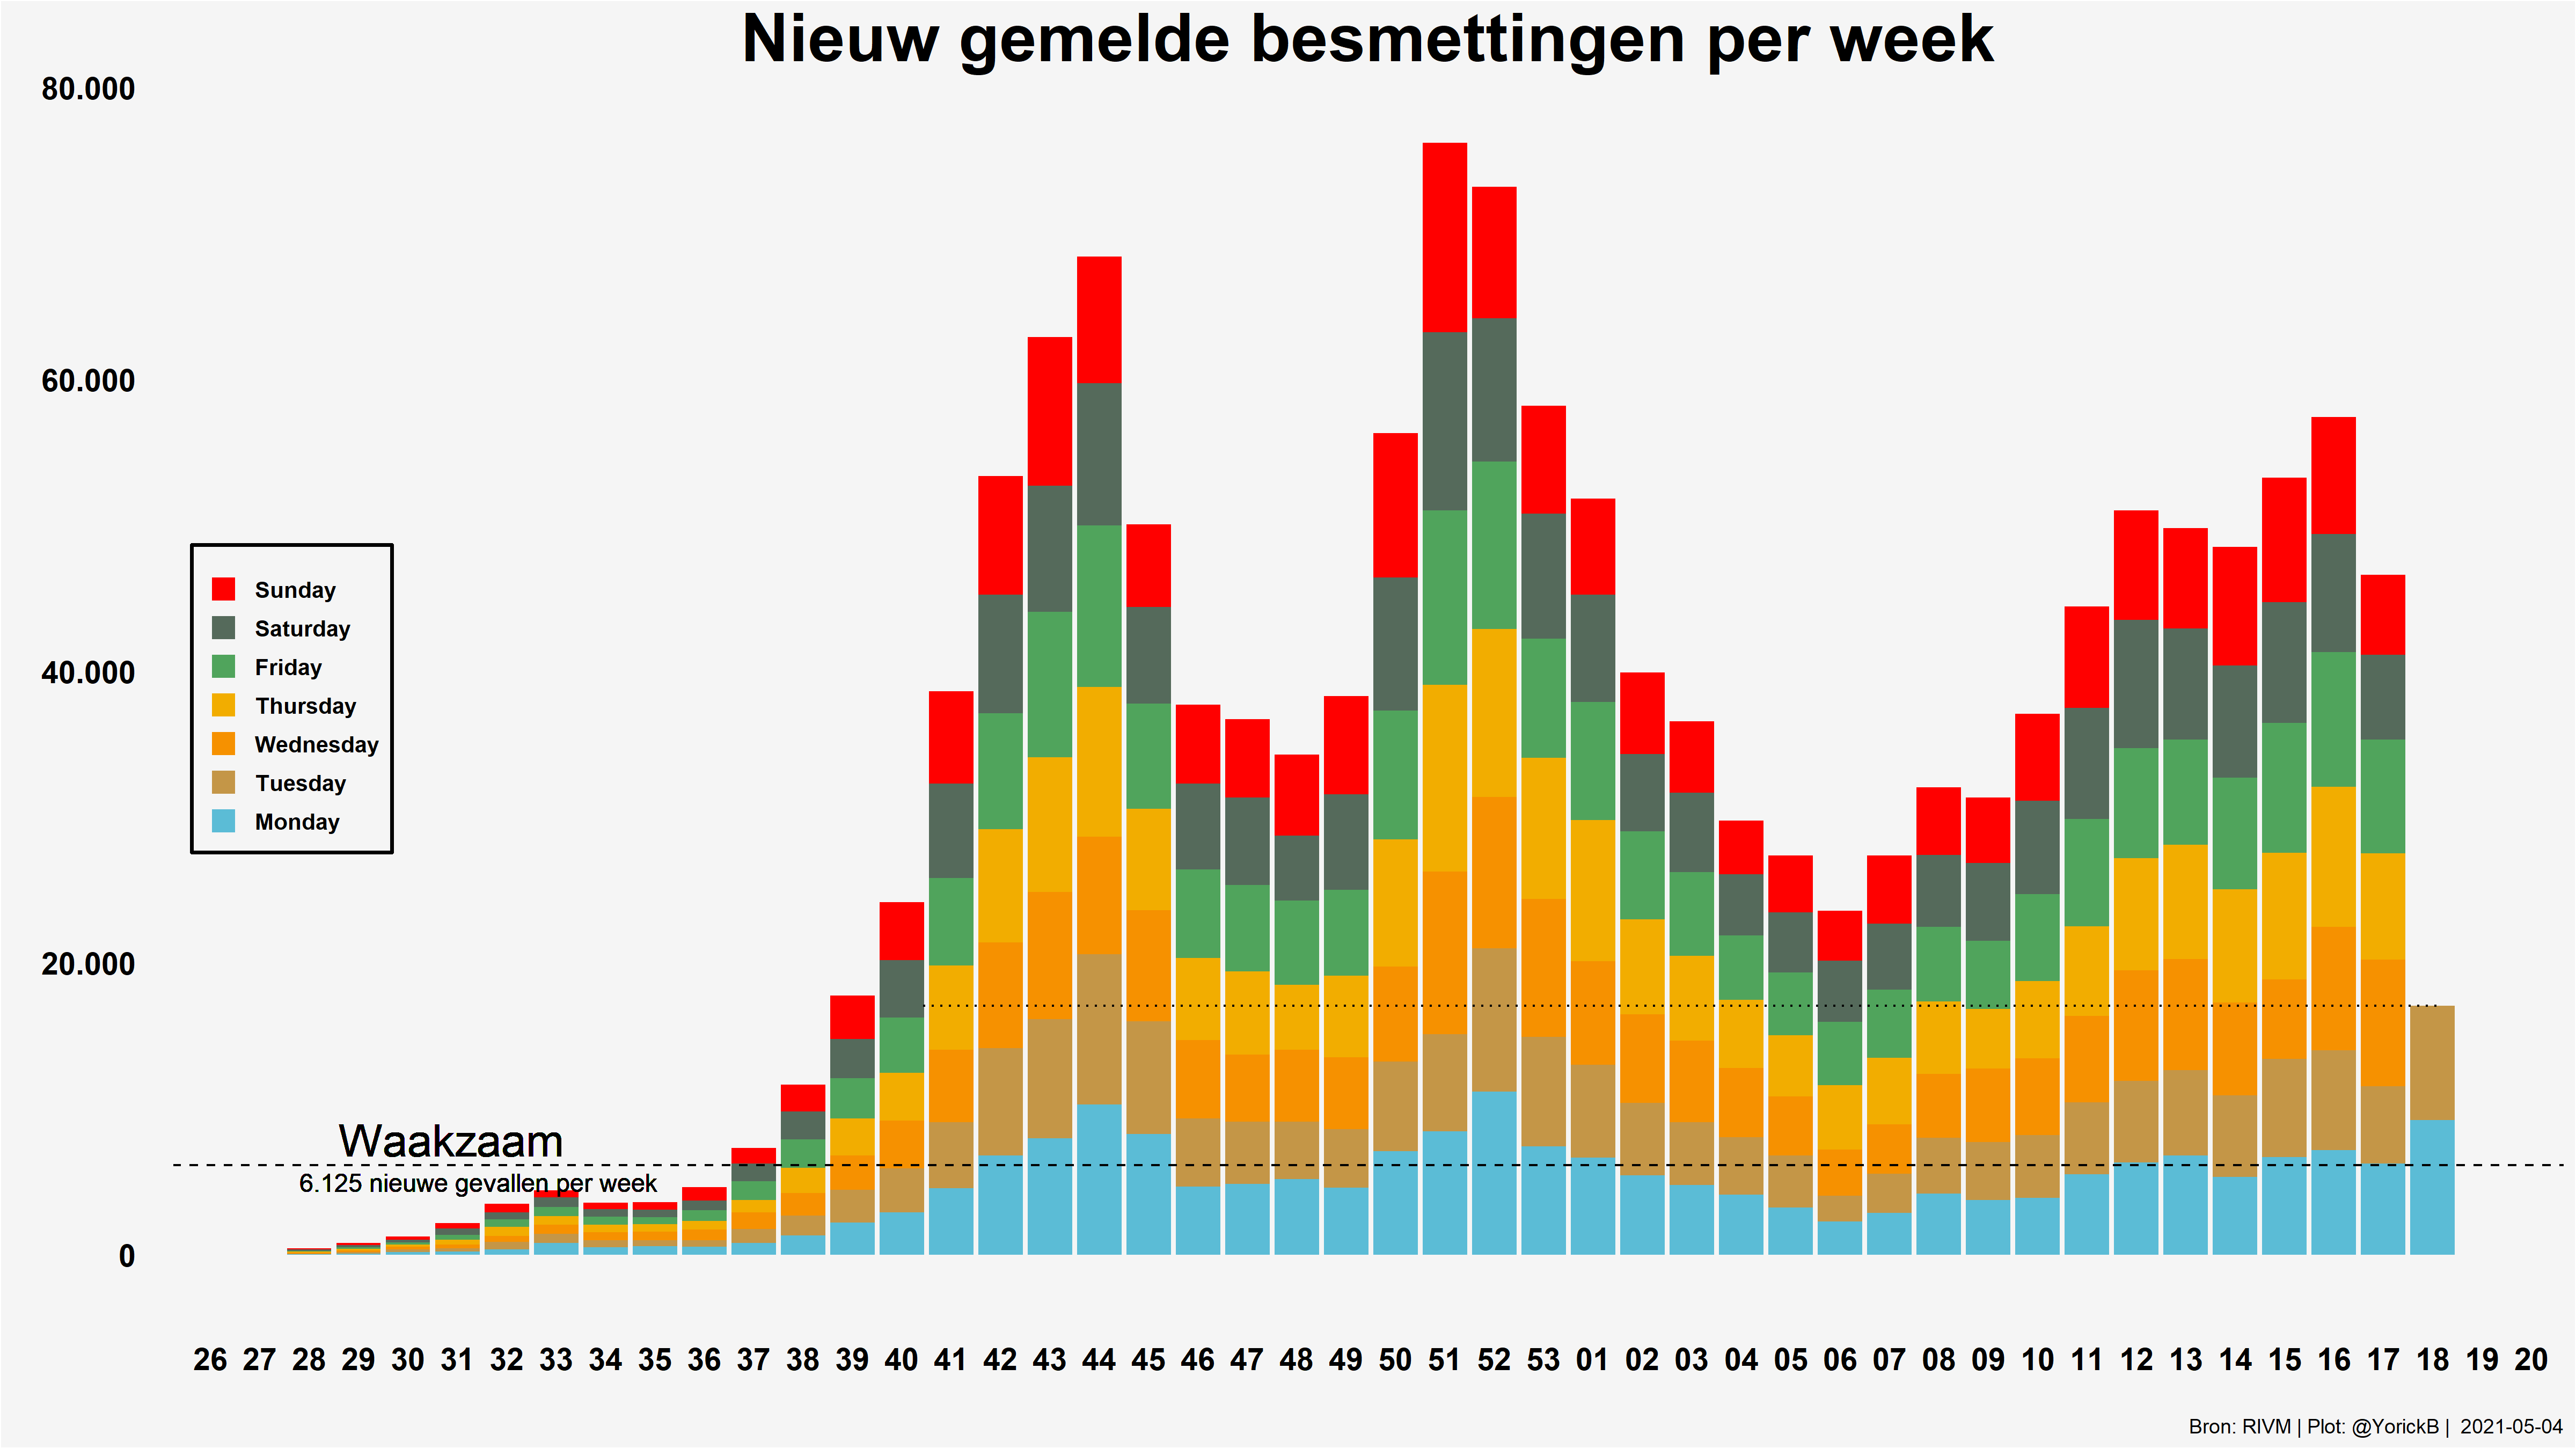 Nieuw gemelde besmettingen per week
80.000
60.000
40.000
20.000
0
Sunday
Saturday
Friday
Thursday
Wednesday
Tuesday
Monday
Waakzaam
6.125 nieuwe gevallen per week
26 27 28 29 30 31 32 33 34 35 36 37 38 39 40 41 42 43 44 45 46 47 48 49 50 51 52 53 01 02 03 04 05 06 07 08 09 10 11 12 13 14 15 16 17 18 19 20
Bron: RIVM | Plot: @YorickB | 2021-05-04